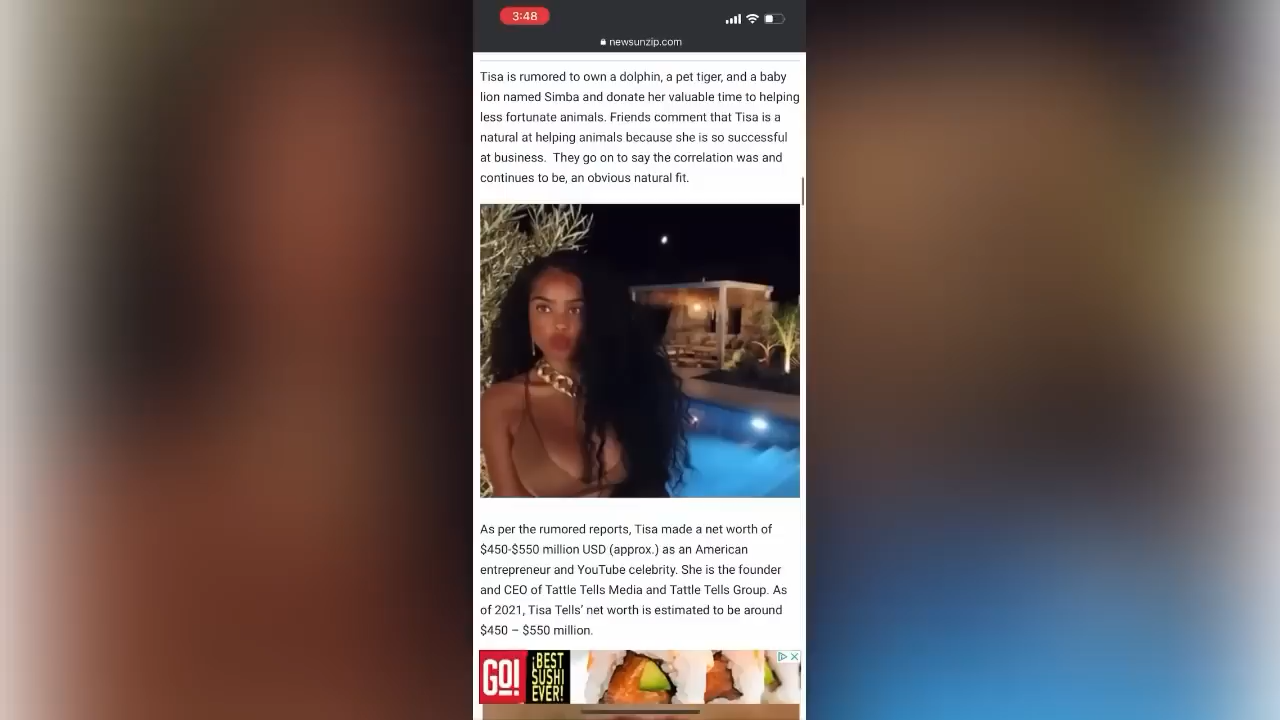 3:48
newsunzip.com
Tisa is rumored to own a dolphin, a pet tiger, and a baby
lion named Simba and donate her valuable time to helping
less fortunate animals. Friends comment that Tisa is a
natural at helping animals because she is so successful
at business.  They go on to say the correlation was and
continues to be, an obvious natural fit.
As per the rumored reports, Tisa made a net worth of
$450-$550 million USD (approx.) as an American
entrepreneur and YouTube celebrity. She is the founder
and CEO of Tattle Tells Media and Tattle Tells Group. As
of 2021, Tisa Tells’ net worth is estimated to be around
$450 – $550 million.
GO!
¡BEST
SUSHI
EVER!